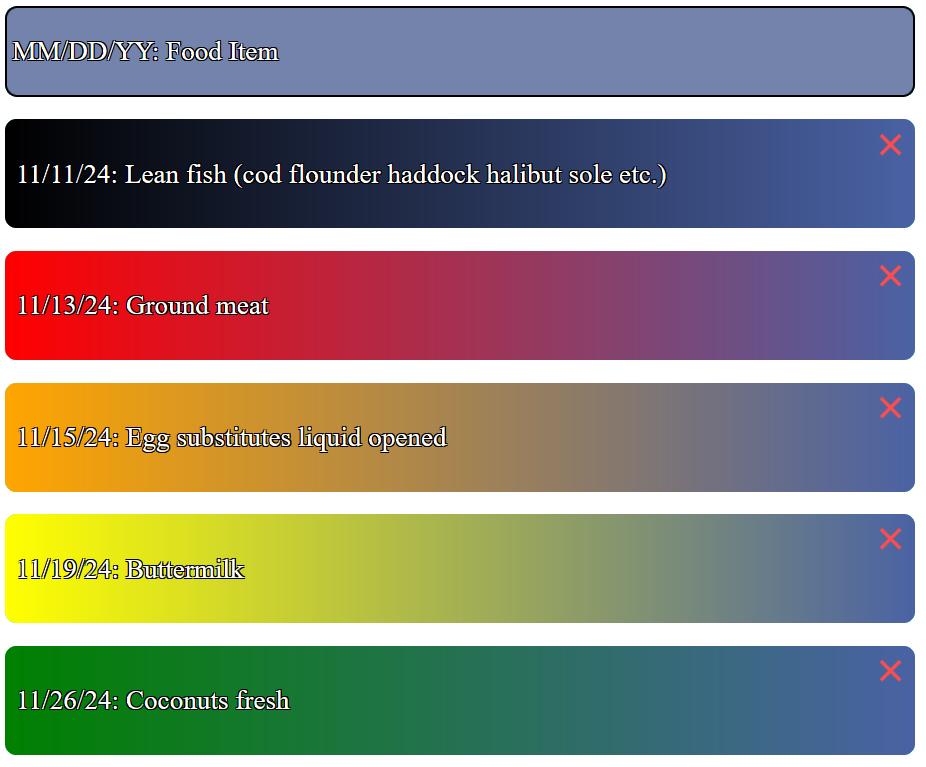 MM/DD/YY: Food Item
11/11/24: Lean fish (cod flounder haddock halibut sole etc.)
11/13/24: Ground meat
11/15/24: Egg substitutes liquid opened
11/19/24: Buttermilk
11/26/24: Coconuts fresh